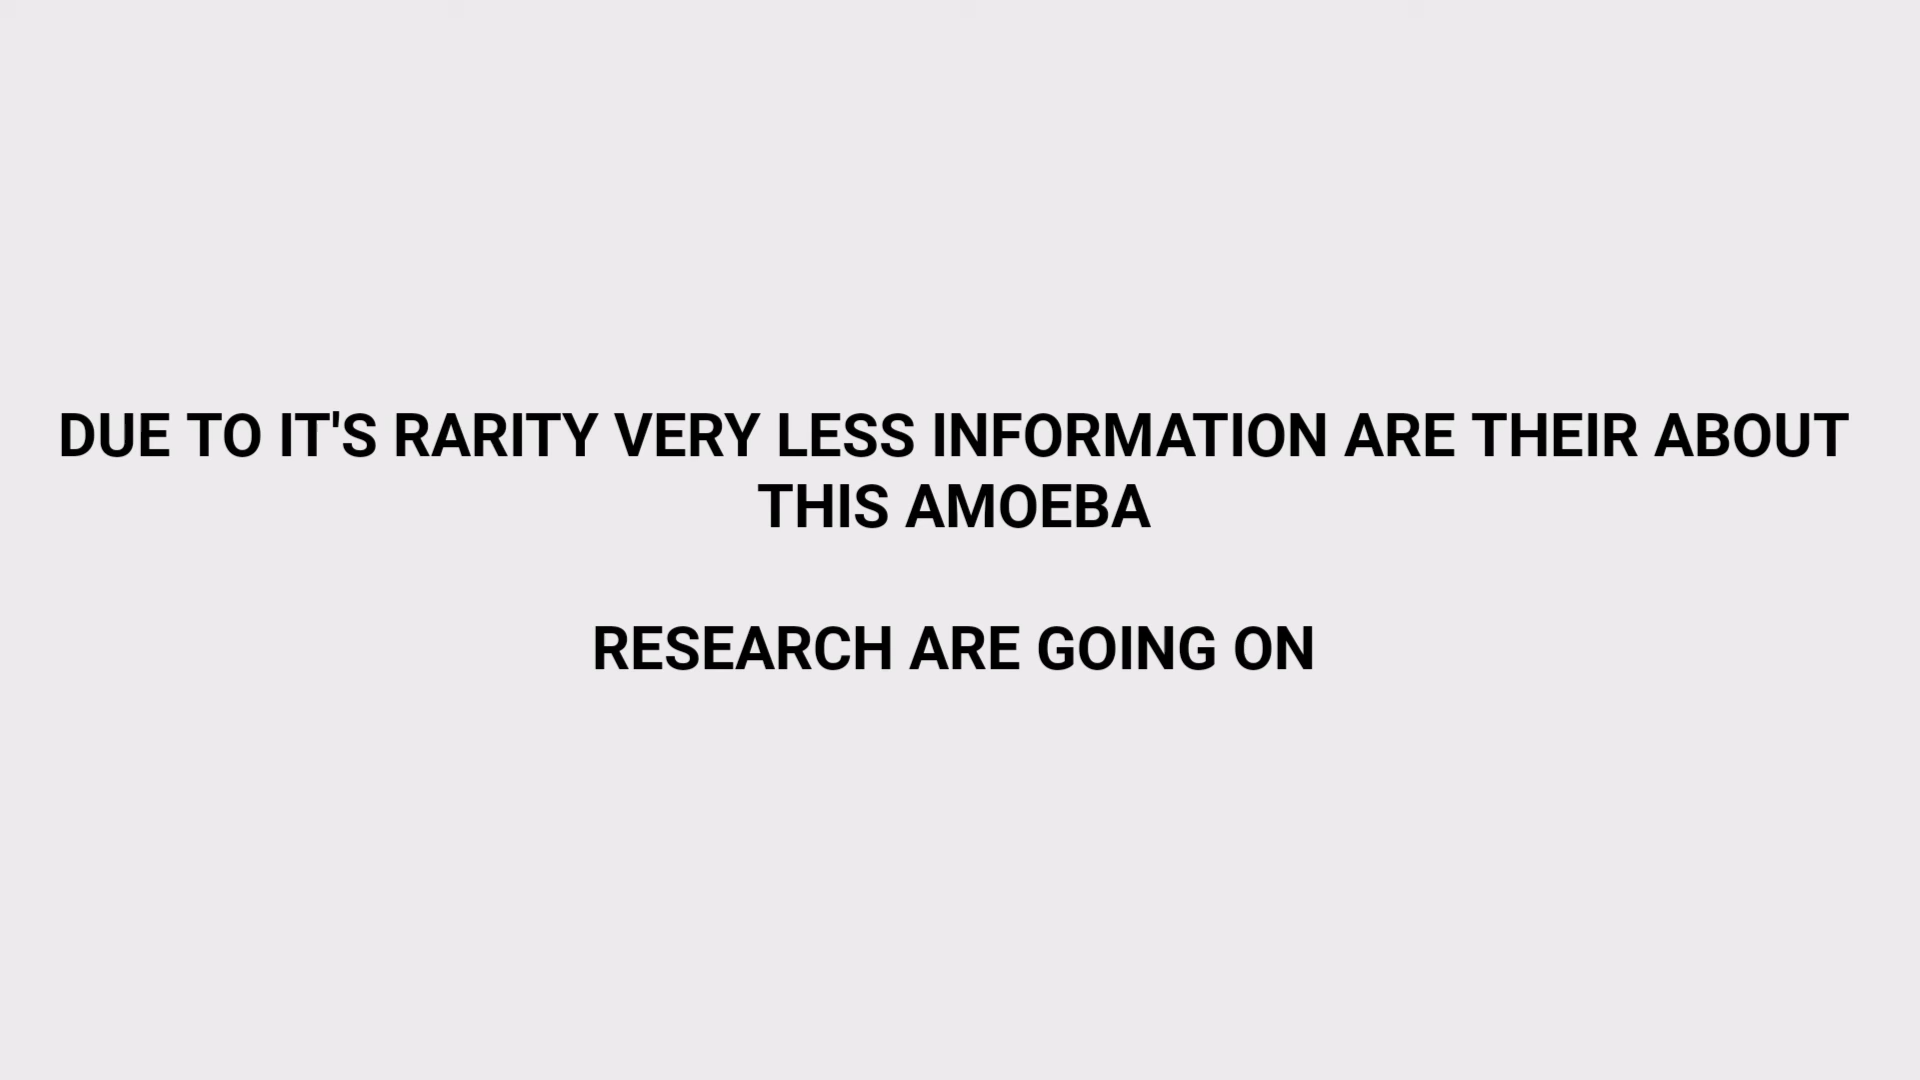 DUE TO IT'S RARITY VERY LESS INFORMATION ARE THEIR ABOUT
THIS AMOEBA
RESEARCH ARE GOING ON